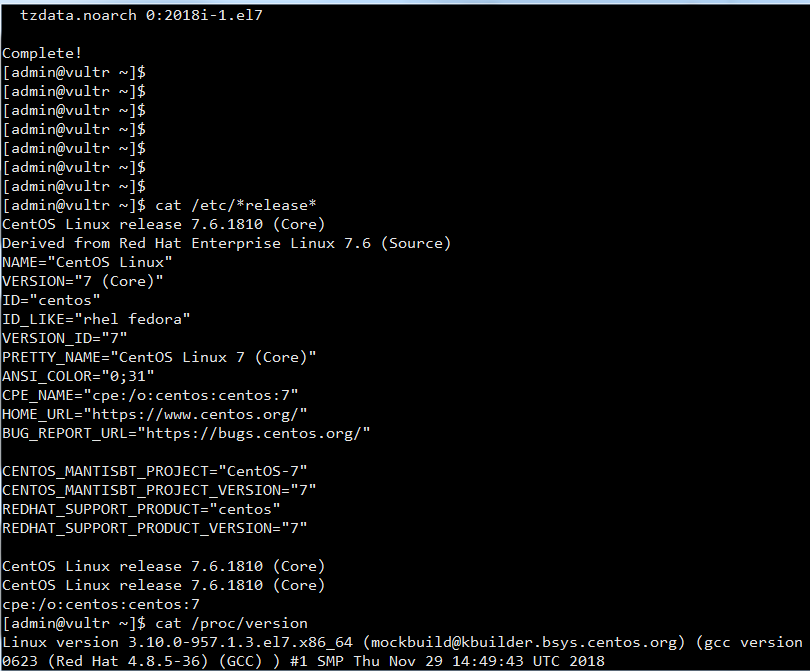 tzdata.noarch 0:2018i-1.el7
Complete!
[admin@vultr ~]$
[admin@vultr ~]$
[admin@vultr ~]$
[admin@vultr ~]$
[admin@vultr ~]$
[admin@vultr ~]$
[admin@vultr ~]$
[admin@vultr ~]$ cat /etc/*release*
CentOS Linux release 7.6.1810 (Core)
Derived from Red Hat Enterprise Linux 7.6 (Source)
NAME="CentOS Linux"
VERSION="7 (Core)"
ID="centos"
ID_LIKE="rhel fedora"
VERSION_ID="7"
PRETTY_NAME="CentOS Linux 7 (Core)"
ANSI_COLOR="0;31"
CPE_NAME="cpe:/o:centos:centos:7"
HOME_URL="https://www.centos.org/"
BUG_REPORT_URL="https://bugs.centos.org/"
CENTOS_MANTISBT_PROJECT="CentOS-7"
CENTOS_MANTISBT_PROJECT_VERSION="7"
REDHAT_SUPPORT_PRODUCT="centos"
REDHAT_SUPPORT_PRODUCT_VERSION="7"
CentOS Linux release 7.6.1810 (Core)
CentOS Linux release 7.6.1810 (Core)
cpe:/o:centos:centos:7
[admin@vultr ~]$ cat /proc/version
Linux version 3.10.0-957.1.3.el7.x86_64 (mockbuild@kbuilder.bsys.centos.org) (gcc version
0623 (Red Hat 4.8.5-36) (GCC) ) #1 SMP Thu Nov 29 14:49:43 UTC 2018